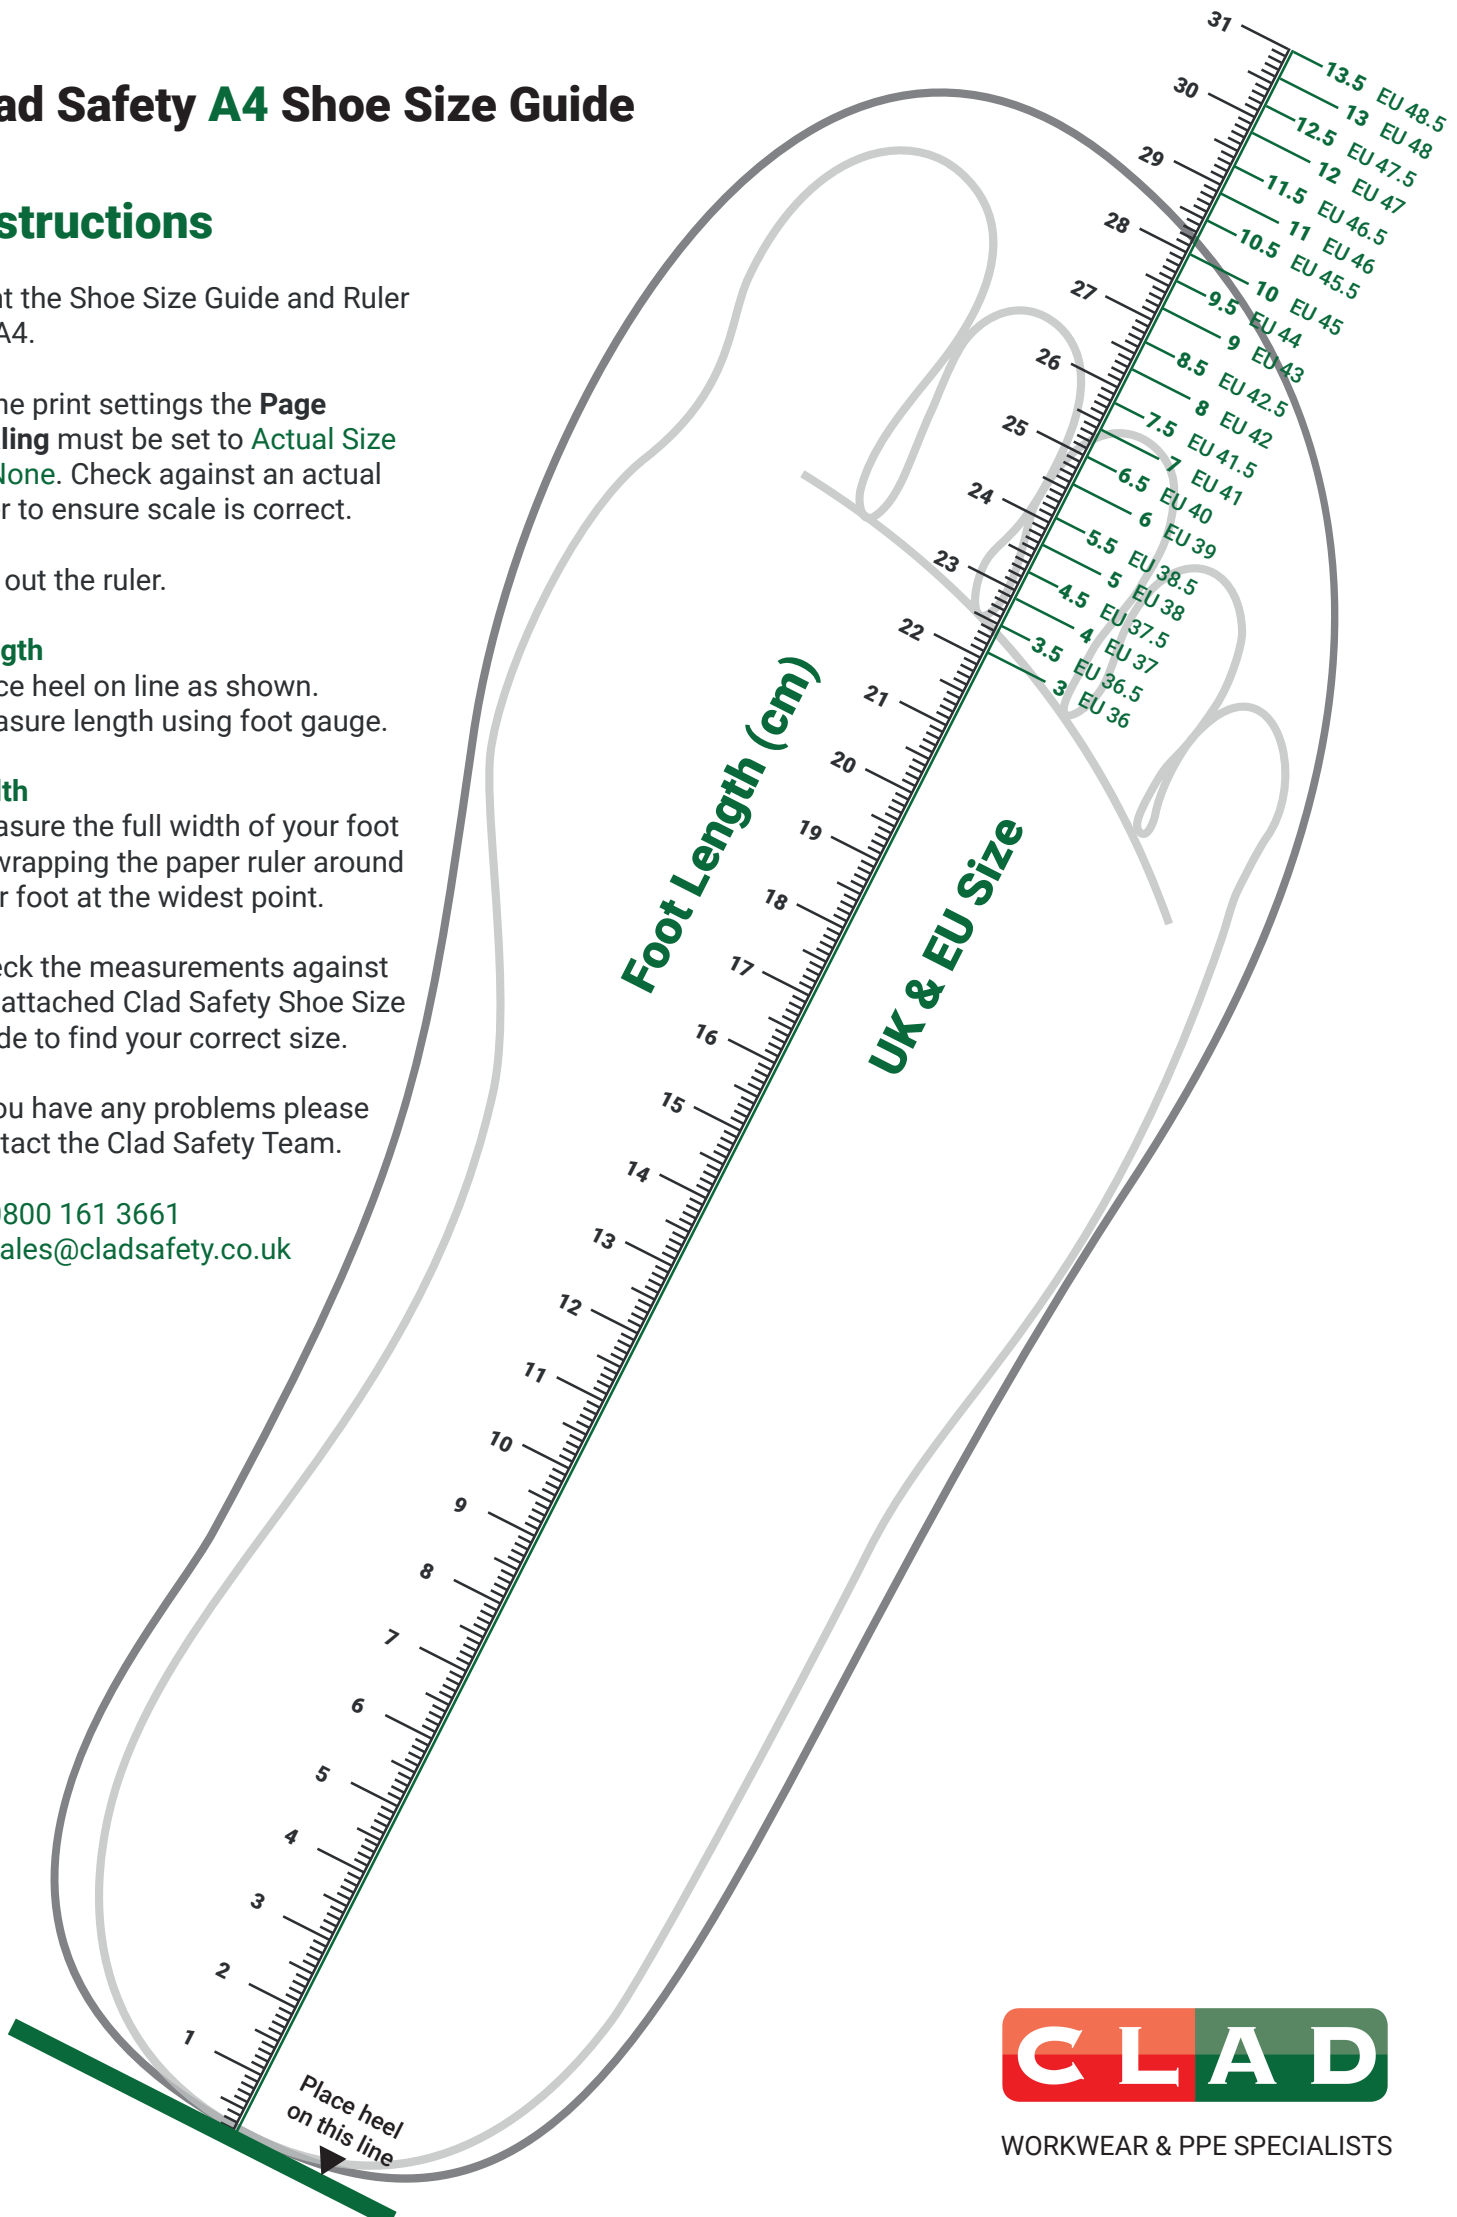 ad Safety A4 Shoe Size Guide
structions
nt the Shoe Size Guide and Ruler
A4.
ne print settings the Page
ling must be set to Actual Size
None. Check against an actual
r to ensure scale is correct.
out the ruler.
gth
ce heel on line as shown.
asure length using foot gauge.
lth
asure the full width of your foot
wrapping the paper ruler around
r foot at the widest point.
eck the measurements against
attached Clad Safety Shoe Size
de to find your correct size.
ou have any problems please
tact the Clad Safety Team.
0800 161 3661
ales@cladsafety.co.uk
Foot Length (cm)
31
30
29
28
27
26
25
24
23
22
21
20
19
18
17
16
15
14
13
12
11
10
9
8
7
6
5
4
3
2
1
UK & EU Size
13.5 EU 48.5
13 EU 48
12.5 EU 47.5
12 EU 47
11.5 EU 46.5
11 EU 46
10.5 EU 45.5
10 EU 45
9.5 EU 44
9 EU 43
8.5 EU 42.5
8 EU 42
7.5 EU 41.5
7 EU 41
6.5 EU 40
6 EU 39
5.5 EU 38.5
5 EU 38
4.5 EU 37.5
4 EU 37
3.5 EU 36.5
3 EU 36
Place heel
on this line
CLAD
WORKWEAR & PPE SPECIALISTS